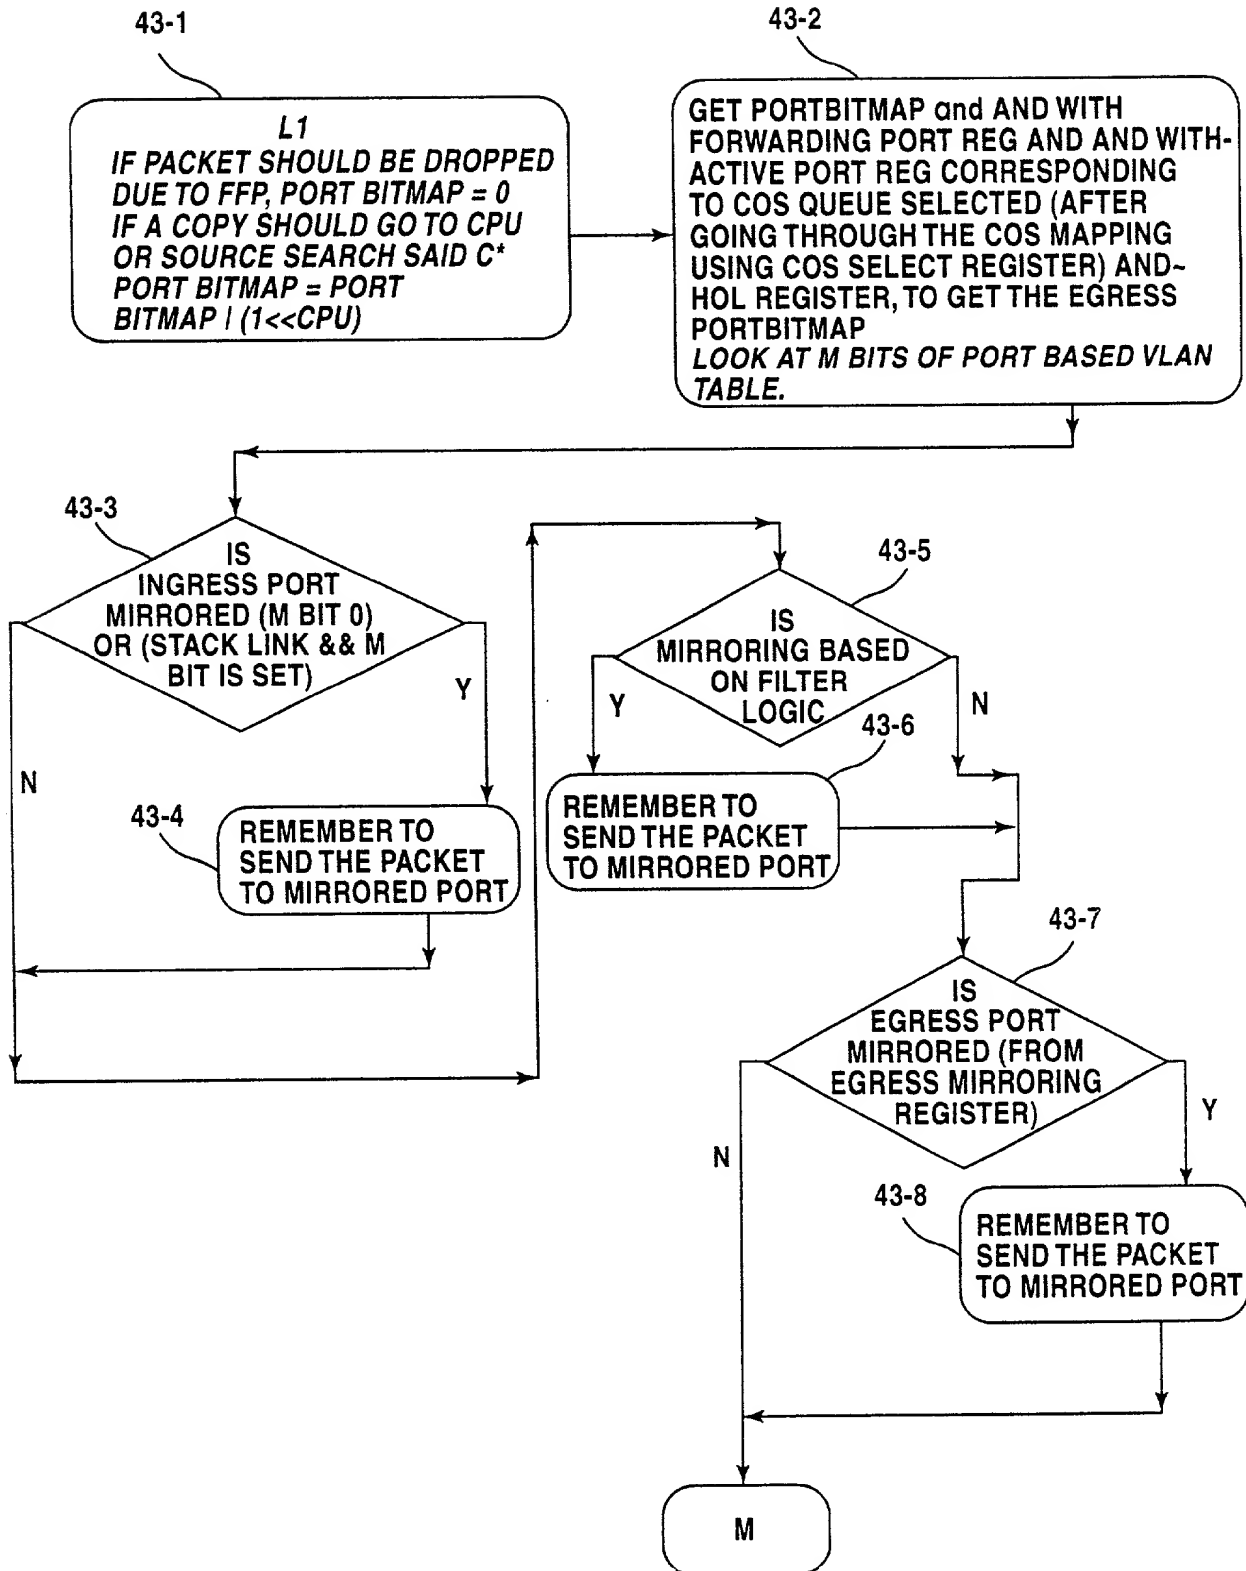 43-1
L1
IF PACKET SHOULD BE DROPPED
DUE TO FFP, PORT BITMAP = 0
IF A COPY SHOULD GO TO CPU
OR SOURCE SEARCH SAID C*
PORT BITMAP = PORT
BITMAP | (1<<CPU)
43-2
GET PORTBITMAP and AND WITH
FORWARDING PORT REG AND AND WITH-
ACTIVE PORT REG CORRESPONDING
TO COS QUEUE SELECTED (AFTER
GOING THROUGH THE COS MAPPING
USING COS SELECT REGISTER) AND~
HOL REGISTER, TO GET THE EGRESS
PORTBITMAP
LOOK AT M BITS OF PORT BASED VLAN
TABLE.
43-3
IS
INGRESS PORT
MIRRORED (M BIT 0)
OR (STACK LINK && M
BIT IS SET)
Y
N
43-4
REMEMBER TO
SEND THE PACKET
TO MIRRORED PORT
43-5
IS
MIRRORING BASED
ON FILTER
LOGIC
Y
N
43-6
REMEMBER TO
SEND THE PACKET
TO MIRRORED PORT
43-7
IS
EGRESS PORT
MIRRORED (FROM
EGRESS MIRRORING
REGISTER)
Y
N
43-8
REMEMBER TO
SEND THE PACKET
TO MIRRORED PORT
M